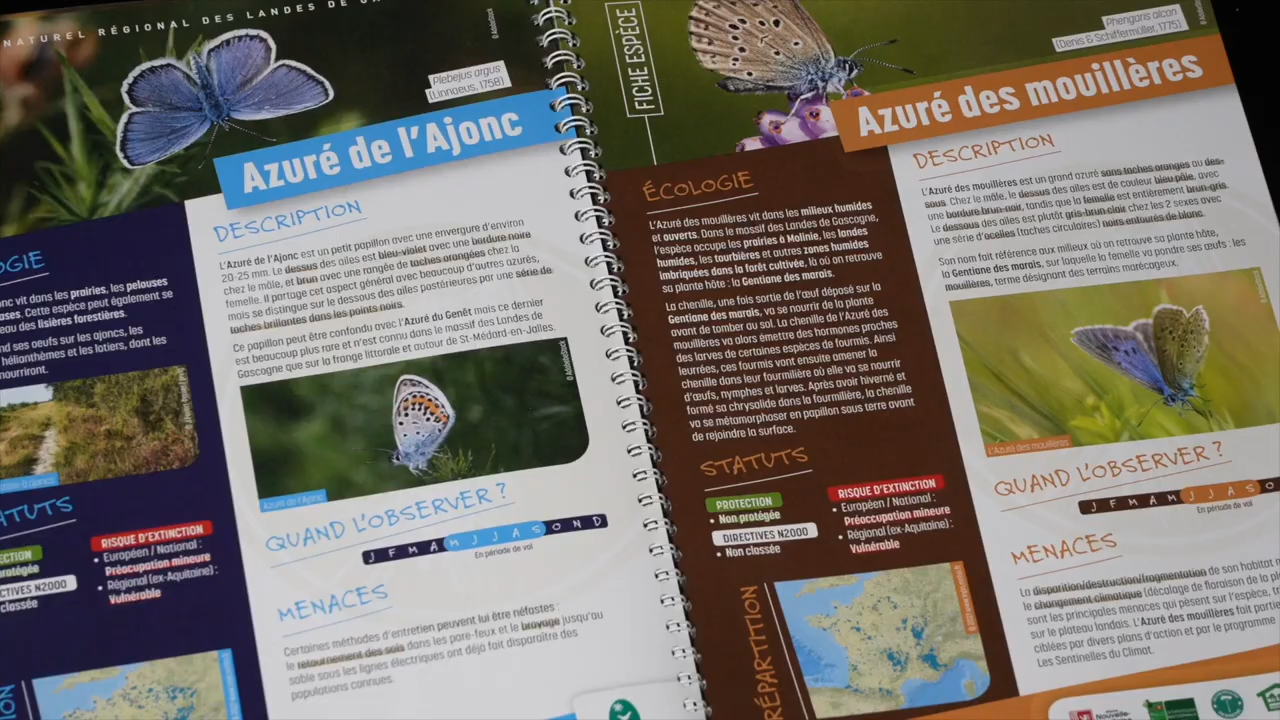 NATUREL RÉGIONAL DES LANDES DE GA
© AdobeStock
Plebejus argus
(Linnaeus, 1758)
Azuré de l'Ajonc
OGIE
nc vit dans les prairies, les pelouses
ases. Cette espèce peut également se
eau des lisières forestières.
nd ses oeufs sur les ajoncs, les
hélianthèmes et les lotiers, dont les
nourriront.
ATUTS
CTION
protégée
CTIVES N2000
classée
RISQUE D'EXTINCTION
• Européen / National :
Préoccupation mineure
• Régional (ex-Aquitaine) :
Vulnérable
DESCRIPTION
L'Azuré de l'Ajonc est un petit papillon avec une envergure d'environ
20-25 mm. Le dessus des ailes est bleu-violet avec une bordure noire
chez le mâle, et brun avec une rangée de taches orangées chez la
femelle. Il partage cet aspect général avec beaucoup d'autres azurés,
mais se distingue sur le dessous des ailes postérieures par une série de
taches brillantes dans les points noirs.
Ce papillon peut être confondu avec l'Azuré du Genêt mais ce dernier
est beaucoup plus rare et n'est connu dans le massif des Landes de
Gascogne que sur la frange littorale et autour de St-Médard-en-Jalles.
© AdobeStock
Azuré de l'Ajonc
QUAND L'OBSERVER ?
J F M A M J J A S O N D
En période de vol
MENACES
Certaines méthodes d'entretien peuvent lui être néfastes :
le retournement des sols dans les pare-feux et le broyage jusqu'au
sable sous les lignes électriques ont déjà fait disparaître des
populations connues.
FICHE ESPÈCE
Phengaris alcon
(Denis & Schiffermüller, 1775)
Azuré des mouillères
ÉCOLOGIE
L'Azuré des mouillères vit dans les milieux humides
et ouverts. Dans le massif des Landes de Gascogne,
l'espèce occupe les prairies à Molinie, les landes
humides, les tourbières et autres zones humides
imbriquées dans la forêt cultivée, là où on retrouve
sa plante hôte : la Gentiane des marais.
La chenille, une fois sortie de l'œuf déposé sur la
Gentiane des marais, va se nourrir de la plante
avant de tomber au sol. La chenille de l'Azuré des
mouillères va alors émettre des hormones proches
des larves de certaines espèces de fourmis. Ainsi
leurrées, ces fourmis vont ensuite amener la
chenille dans leur fourmilière où elle va se nourrir
d'œufs, nymphes et larves. Après avoir hiverné et
formé sa chrysolide dans la fourmilière, la chenille
va se métamorphoser en papillon sous terre avant
de rejoindre la surface.
STATUTS
PROTECTION
• Non protégée
DIRECTIVES N2000
• Non classée
RISQUE D'EXTINCTION
• Européen / National :
Préoccupation mineure
• Régional (ex-Aquitaine) :
Vulnérable
RÉPARTITION
DESCRIPTION
L'Azuré des mouillères est un grand azuré sans taches oranges au des-
sous. Chez le mâle, le dessus des ailes est de couleur bleu pâle, avec
une bordure brun-noir, tandis que la femelle est entièrement brun-gris.
Le dessous des ailes est plutôt gris-brun clair chez les 2 sexes avec
une série d'ocelles (taches circulaires) noirs entourés de blanc.
Son nom fait référence aux milieux où on retrouve sa plante hôte,
la Gentiane des marais, sur laquelle la femelle va pondre ses œufs : les
mouillères, terme désignant des terrains marécageux.
© AdobeStock
L'Azuré des mouillères
QUAND L'OBSERVER ?
J F M A M J J A S O
En période de vol
MENACES
La disparition/destruction/fragmentation de son habitat
le changement climatique (décalage de floraison de la
sont les principales menaces qui pèsent sur l'espèce,
sur le plateau landais. L'Azuré des mouillères fait parti
ciblées par divers plans d'action et par le programme
Les Sentinelles du Climat.
Nouvelle-